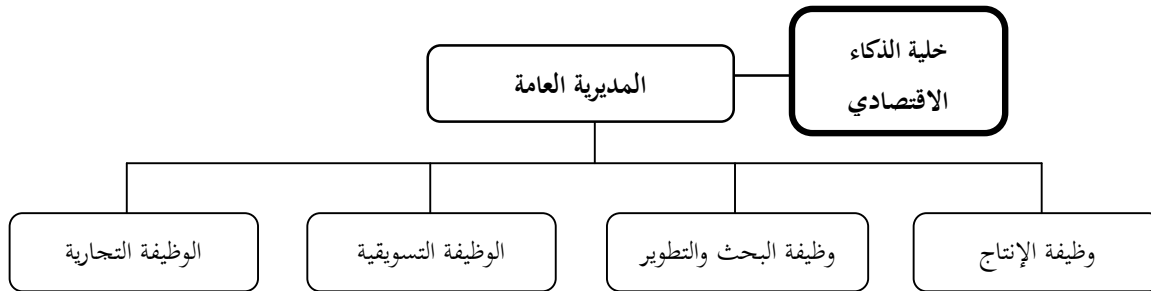 خلية الذكاء
الاقتصادي
المديرية العامة
وظيفة الإنتاج
وظيفة البحث والتطوير
الوظيفة التسويقية
الوظيفة التجارية